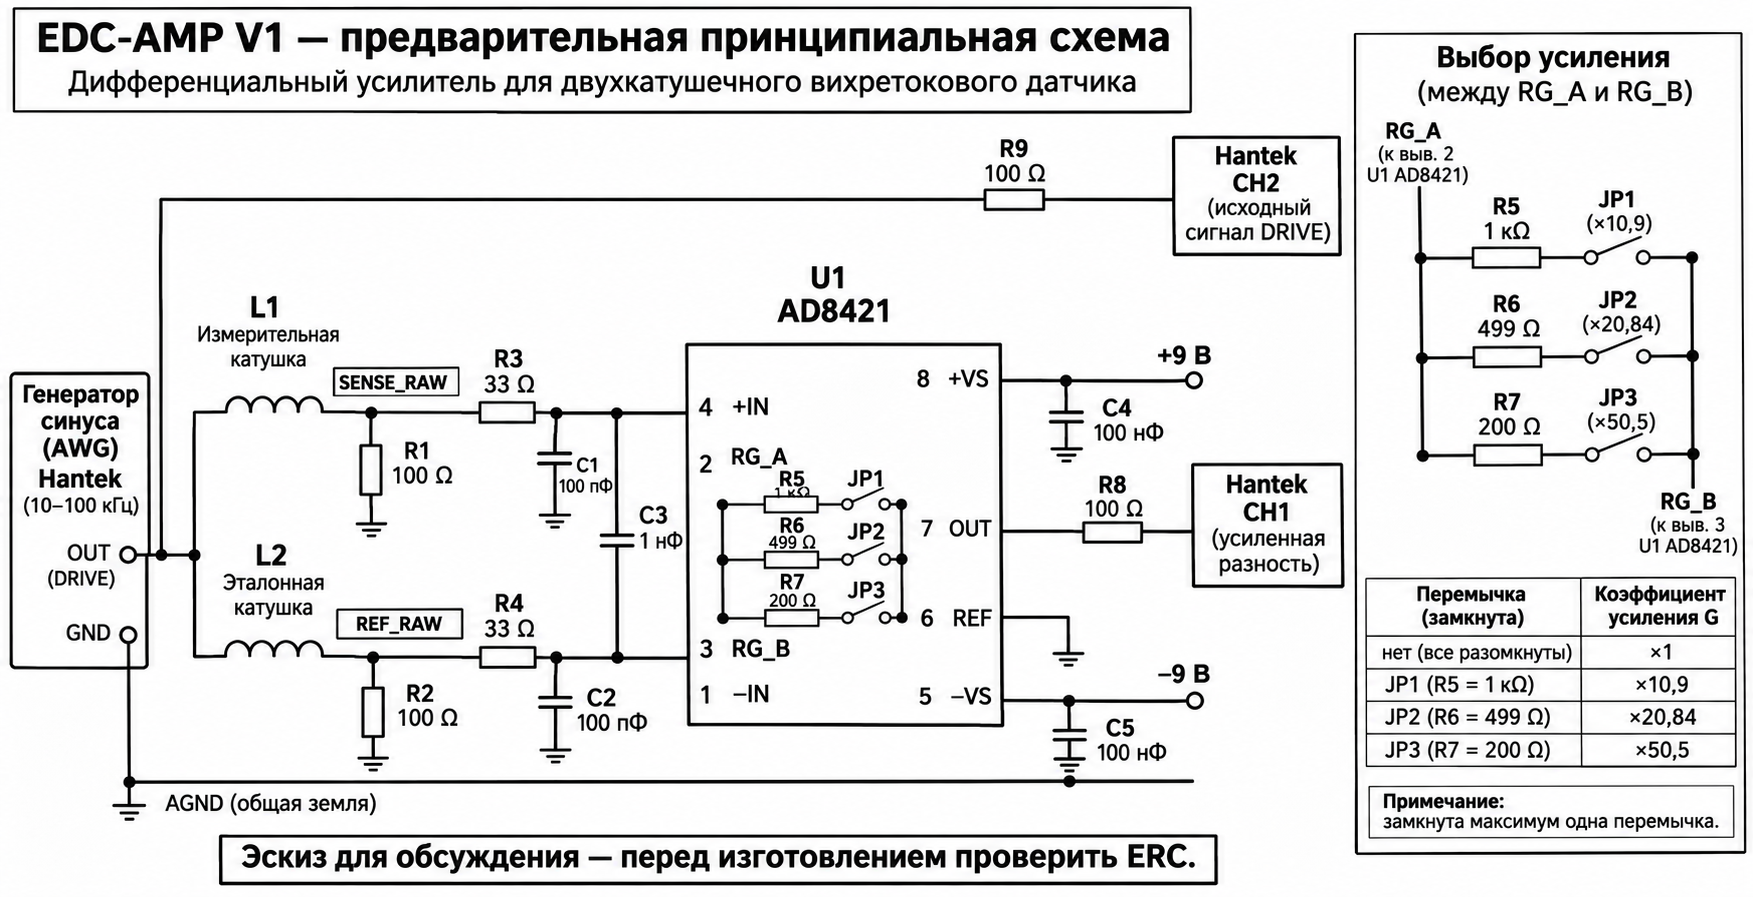 EDC-AMP V1 — предварительная принципиальная схема
Дифференциальный усилитель для двухкатушечного вихретокового датчика
R9
100 Ω
Hantek
CH2
(исходный
сигнал DRIVE)
U1
AD8421
L1
Измерительная
катушка
SENSE_RAW
R3
33 Ω
Генератор
синуса
(AWG)
Hantek
(10–100 кГц)
OUT
(DRIVE)
GND
R1
100 Ω
C1
100 пФ
C3
1 нФ
L2
Эталонная
катушка
REF_RAW
R4
33 Ω
R2
100 Ω
C2
100 пФ
4 +IN
2 RG_A
R5
1 кΩ
JP1
R6
499 Ω
JP2
R7
200 Ω
JP3
3 RG_B
1 –IN
8 +VS
7 OUT
6 REF
5 –VS
+9 В
C4
100 нФ
R8
100 Ω
Hantek
CH1
(усиленная
разность)
–9 В
C5
100 нФ
AGND (общая земля)
Эскиз для обсуждения — перед изготовлением проверить ERC.
Выбор усиления
(между RG_A и RG_B)
RG_A
(к выв. 2
U1 AD8421)
R5
1 кΩ
JP1
(×10,9)
R6
499 Ω
JP2
(×20,84)
R7
200 Ω
JP3
(×50,5)
RG_B
(к выв. 3
U1 AD8421)
Перемычка
(замкнута)
Коэффициент
усиления G
нет (все разомкнуты) ×1
JP1 (R5 = 1 кΩ) ×10,9
JP2 (R6 = 499 Ω) ×20,84
JP3 (R7 = 200 Ω) ×50,5
Примечание:
замкнута максимум одна перемычка.